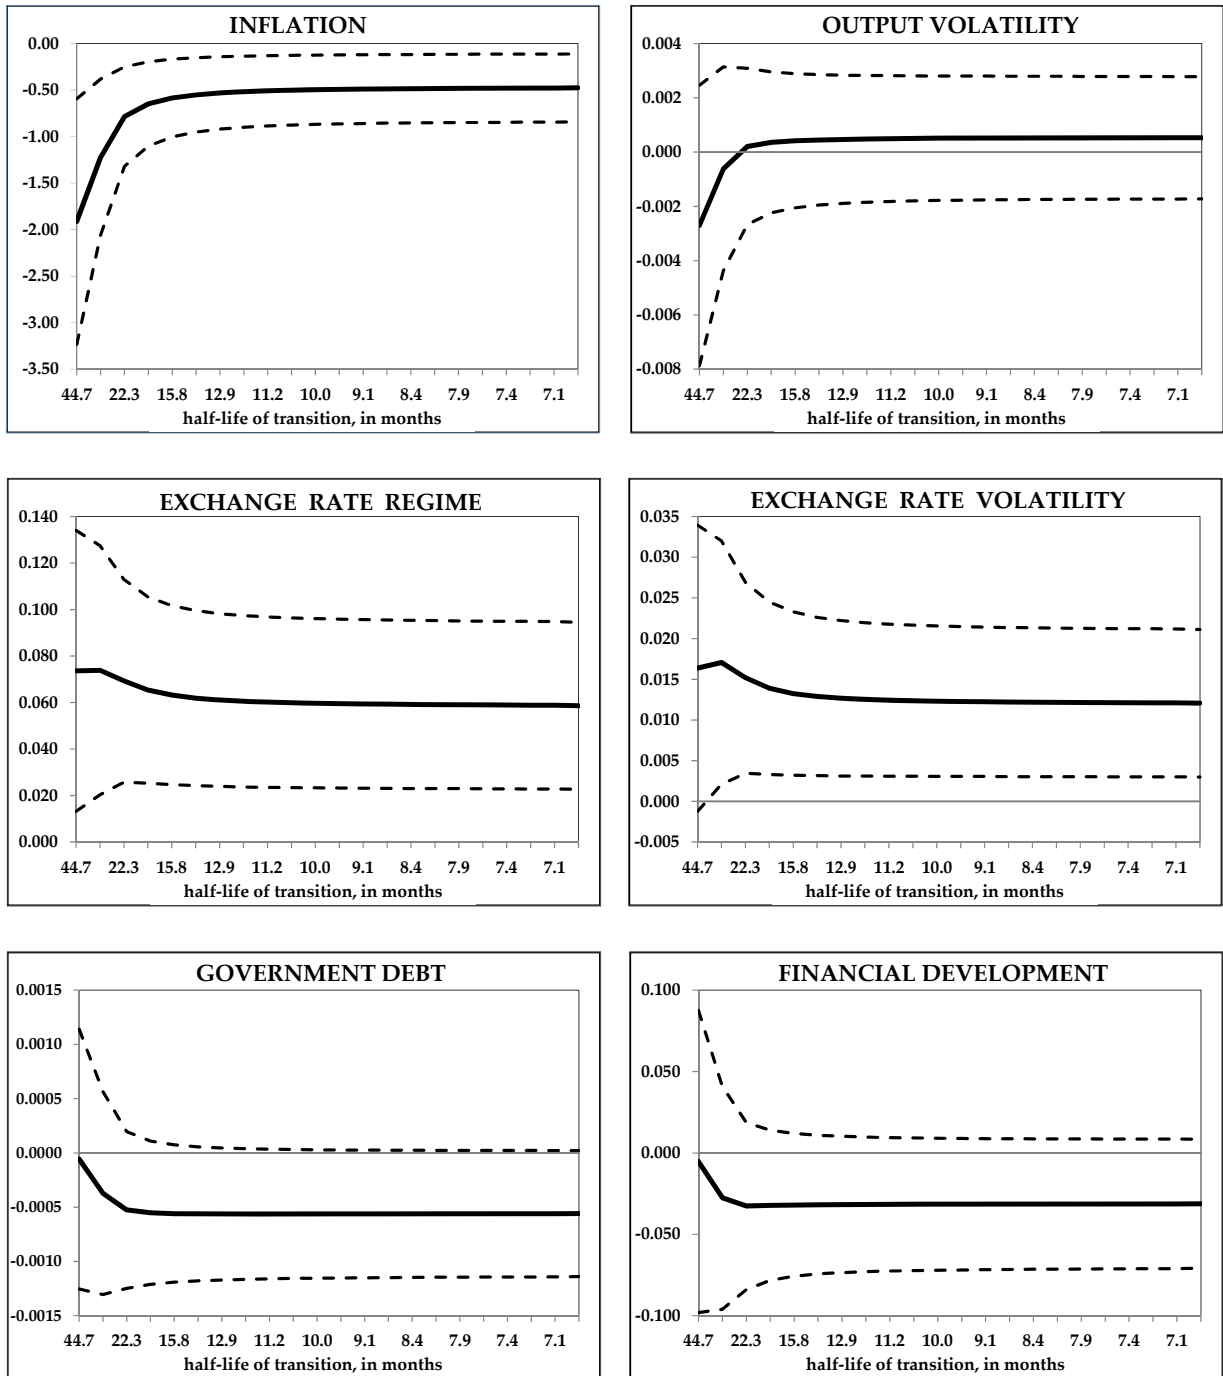 INFLATION
0.00
-0.50
-1.00
-1.50
-2.00
-2.50
-3.00
-3.50
44.7 22.3 15.8 12.9 11.2 10.0 9.1 8.4 7.9 7.4 7.1
half-life of transition, in months
OUTPUT VOLATILITY
0.004
0.002
0.000
-0.002
-0.004
-0.006
-0.008
44.7 22.3 15.8 12.9 11.2 10.0 9.1 8.4 7.9 7.4 7.1
half-life of transition, in months
EXCHANGE RATE REGIME
0.140
0.120
0.100
0.080
0.060
0.040
0.020
0.000
44.7 22.3 15.8 12.9 11.2 10.0 9.1 8.4 7.9 7.4 7.1
half-life of transition, in months
EXCHANGE RATE VOLATILITY
0.035
0.030
0.025
0.020
0.015
0.010
0.005
0.000
-0.005
44.7 22.3 15.8 12.9 11.2 10.0 9.1 8.4 7.9 7.4 7.1
half-life of transition, in months
GOVERNMENT DEBT
0.0015
0.0010
0.0005
0.0000
-0.0005
-0.0010
-0.0015
44.7 22.3 15.8 12.9 11.2 10.0 9.1 8.4 7.9 7.4 7.1
half-life of transition, in months
FINANCIAL DEVELOPMENT
0.100
0.050
0.000
-0.050
-0.100
44.7 22.3 15.8 12.9 11.2 10.0 9.1 8.4 7.9 7.4 7.1
half-life of transition, in months